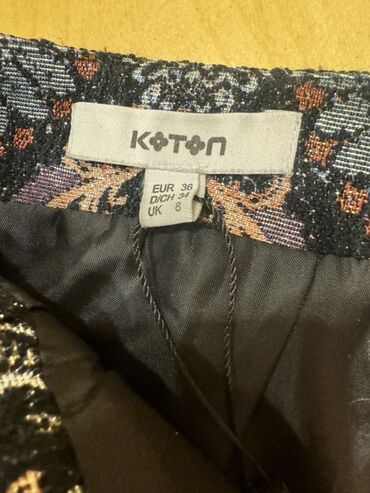 KOTON
EUR 36
D/CH 34
UK 8